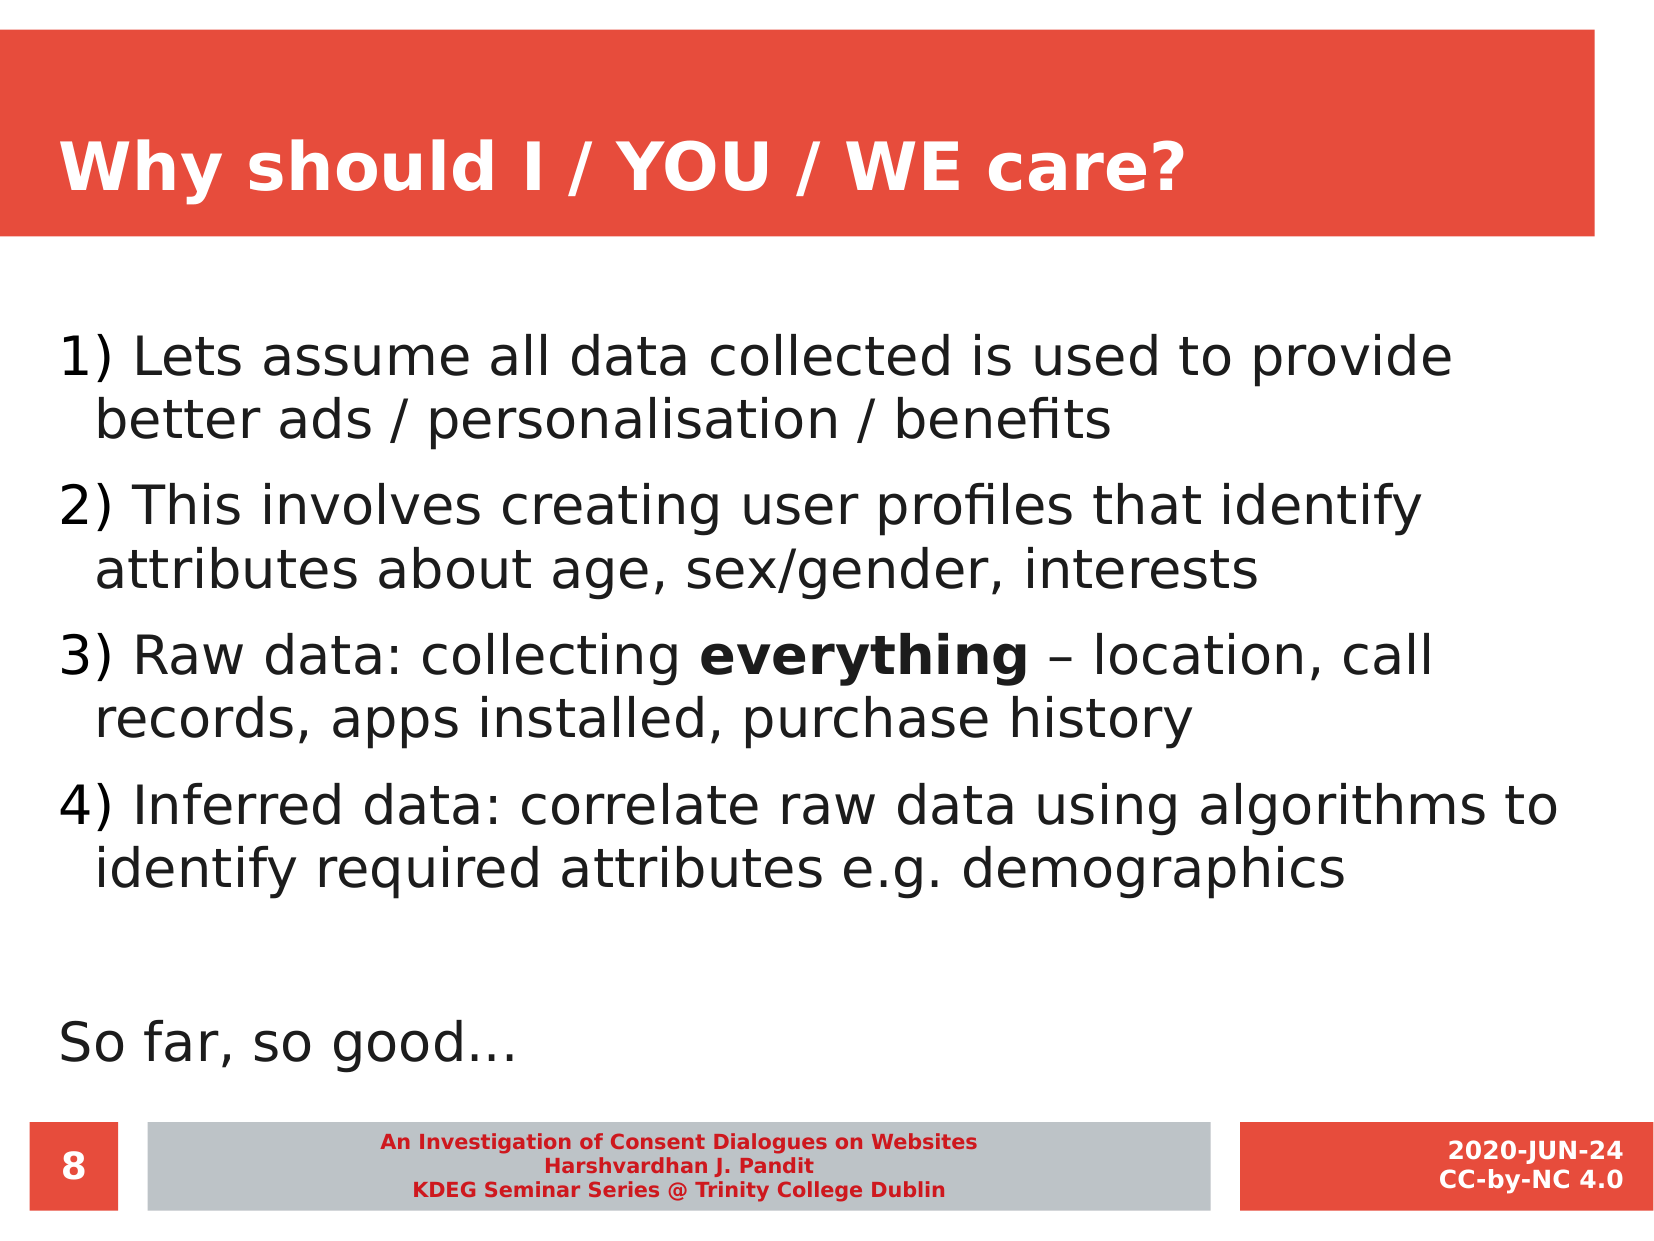 Why should I / YOU / WE care?
1) Lets assume all data collected is used to provide
better ads / personalisation / benefits
2) This involves creating user profiles that identify
attributes about age, sex/gender, interests
3) Raw data: collecting everything – location, call
records, apps installed, purchase history
4) Inferred data: correlate raw data using algorithms to
identify required attributes e.g. demographics
So far, so good...
8
An Investigation of Consent Dialogues on Websites
Harshvardhan J. Pandit
KDEG Seminar Series @ Trinity College Dublin
2020-JUN-24
CC-by-NC 4.0